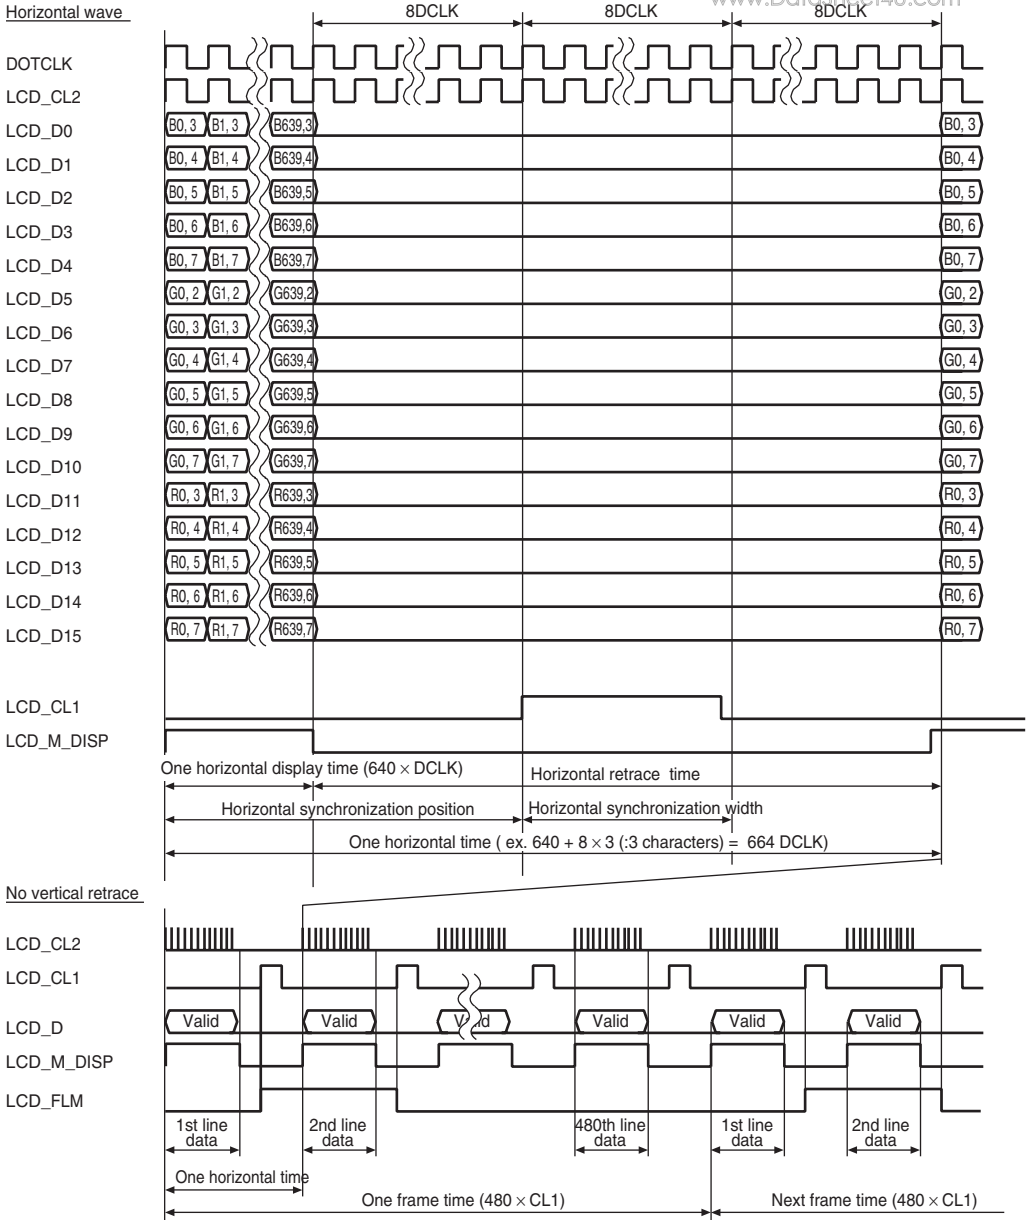 www.DataSheet4U.com
Horizontal wave
8DCLK 8DCLK 8DCLK
DOTCLK
LCD_CL2
LCD_D0 B0, 3 B1, 3 B639,3 B0, 3
LCD_D1 B0, 4 B1, 4 B639,4 B0, 4
LCD_D2 B0, 5 B1, 5 B639,5 B0, 5
LCD_D3 B0, 6 B1, 6 B639,6 B0, 6
LCD_D4 B0, 7 B1, 7 B639,7 B0, 7
LCD_D5 G0, 2 G1, 2 G639,2 G0, 2
LCD_D6 G0, 3 G1, 3 G639,3 G0, 3
LCD_D7 G0, 4 G1, 4 G639,4 G0, 4
LCD_D8 G0, 5 G1, 5 G639,5 G0, 5
LCD_D9 G0, 6 G1, 6 G639,6 G0, 6
LCD_D10 G0, 7 G1, 7 G639,7 G0, 7
LCD_D11 R0, 3 R1, 3 R639,3 R0, 3
LCD_D12 R0, 4 R1, 4 R639,4 R0, 4
LCD_D13 R0, 5 R1, 5 R639,5 R0, 5
LCD_D14 R0, 6 R1, 6 R639,6 R0, 6
LCD_D15 R0, 7 R1, 7 R639,7 R0, 7
LCD_CL1
LCD_M_DISP
One horizontal display time (640 × DCLK) Horizontal retrace time
Horizontal synchronization position Horizontal synchronization width
One horizontal time ( ex. 640 + 8 × 3 (:3 characters) = 664 DCLK)
No vertical retrace
LCD_CL2
LCD_CL1
LCD_D Valid Valid Valid Valid Valid Valid
LCD_M_DISP
LCD_FLM
1st line data 2nd line data 480th line data 1st line data 2nd line data
One horizontal time
One frame time (480 × CL1) Next frame time (480 × CL1)